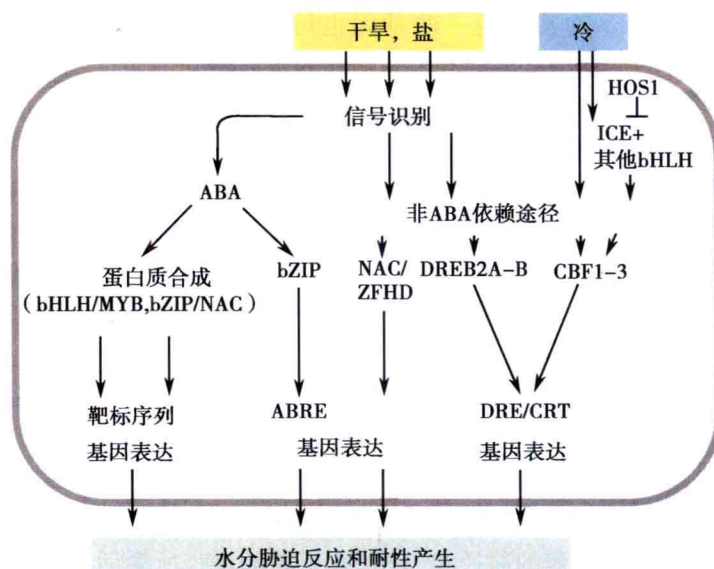 干旱，盐
冷
HOS1
信号识别
ICE+
其他bHLH
ABA
非ABA依赖途径
蛋白质合成
（bHLH/MYB,bZIP/NAC）
bZIP
NAC/
ZFHD
DREB2A-B
CBF1-3
靶标序列
基因表达
ABRE
基因表达
DRE/CRT
基因表达
水分胁迫反应和耐性产生